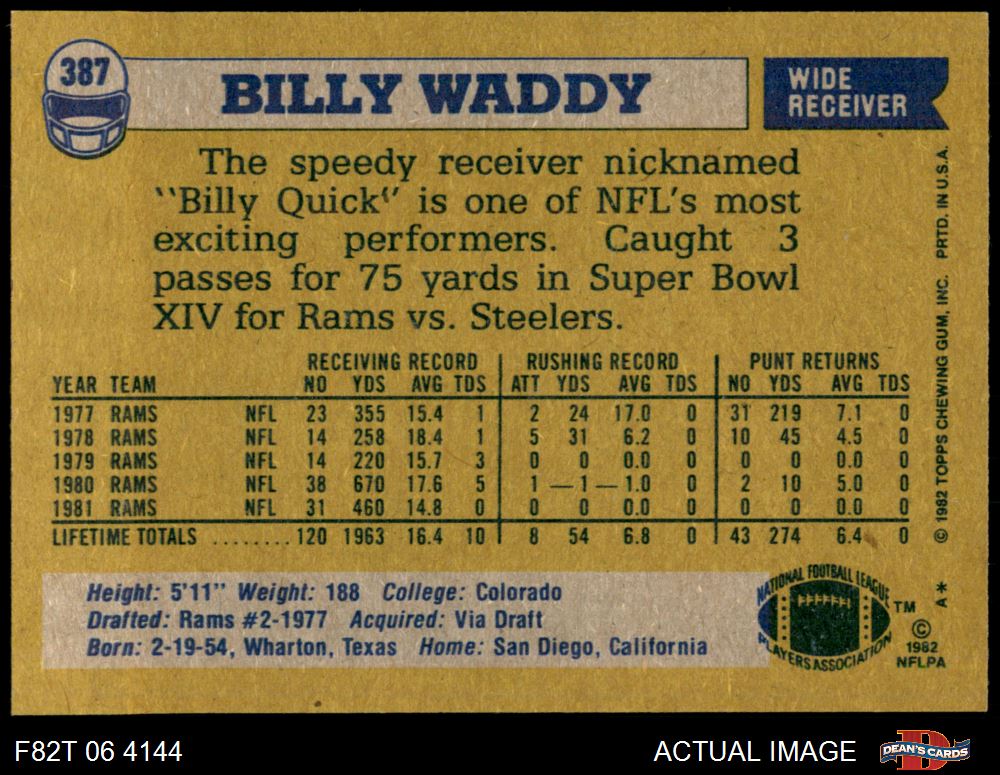 387
BILLY WADDY
WIDE
RECEIVER
The speedy receiver nicknamed
"Billy Quick" is one of NFL's most
exciting performers. Caught 3
passes for 75 yards in Super Bowl
XIV for Rams vs. Steelers.
RECEIVING RECORD RUSHING RECORD PUNT RETURNS
YEAR TEAM NO YDS AVG TDS ATT YDS AVG TDS NO YDS AVG TDS
1977 RAMS NFL 23 355 15.4 1 2 24 17.0 0 31 219 7.1 0
1978 RAMS NFL 14 258 18.4 1 5 31 6.2 0 10 45 4.5 0
1979 RAMS NFL 14 220 15.7 3 0 0 0.0 0 0 0 0.0 0
1980 RAMS NFL 38 670 17.6 5 1 —1 —1.0 0 2 10 5.0 0
1981 RAMS NFL 31 460 14.8 0 0 0 0.0 0 0 0 0.0 0
LIFETIME TOTALS ........ 120 1963 16.4 10 8 54 6.8 0 43 274 6.4 0
Height: 5'11" Weight: 188 College: Colorado
Drafted: Rams #2-1977 Acquired: Via Draft
Born: 2-19-54, Wharton, Texas Home: San Diego, California
NATIONAL FOOTBALL LEAGUE
PLAYERS ASSOCIATION
TM
©
1982
NFLPA
A*
© 1982 TOPPS CHEWING GUM, INC. PRTD. IN U.S.A.
F82T 06 4144
ACTUAL IMAGE
D
DEAN'S CARDS